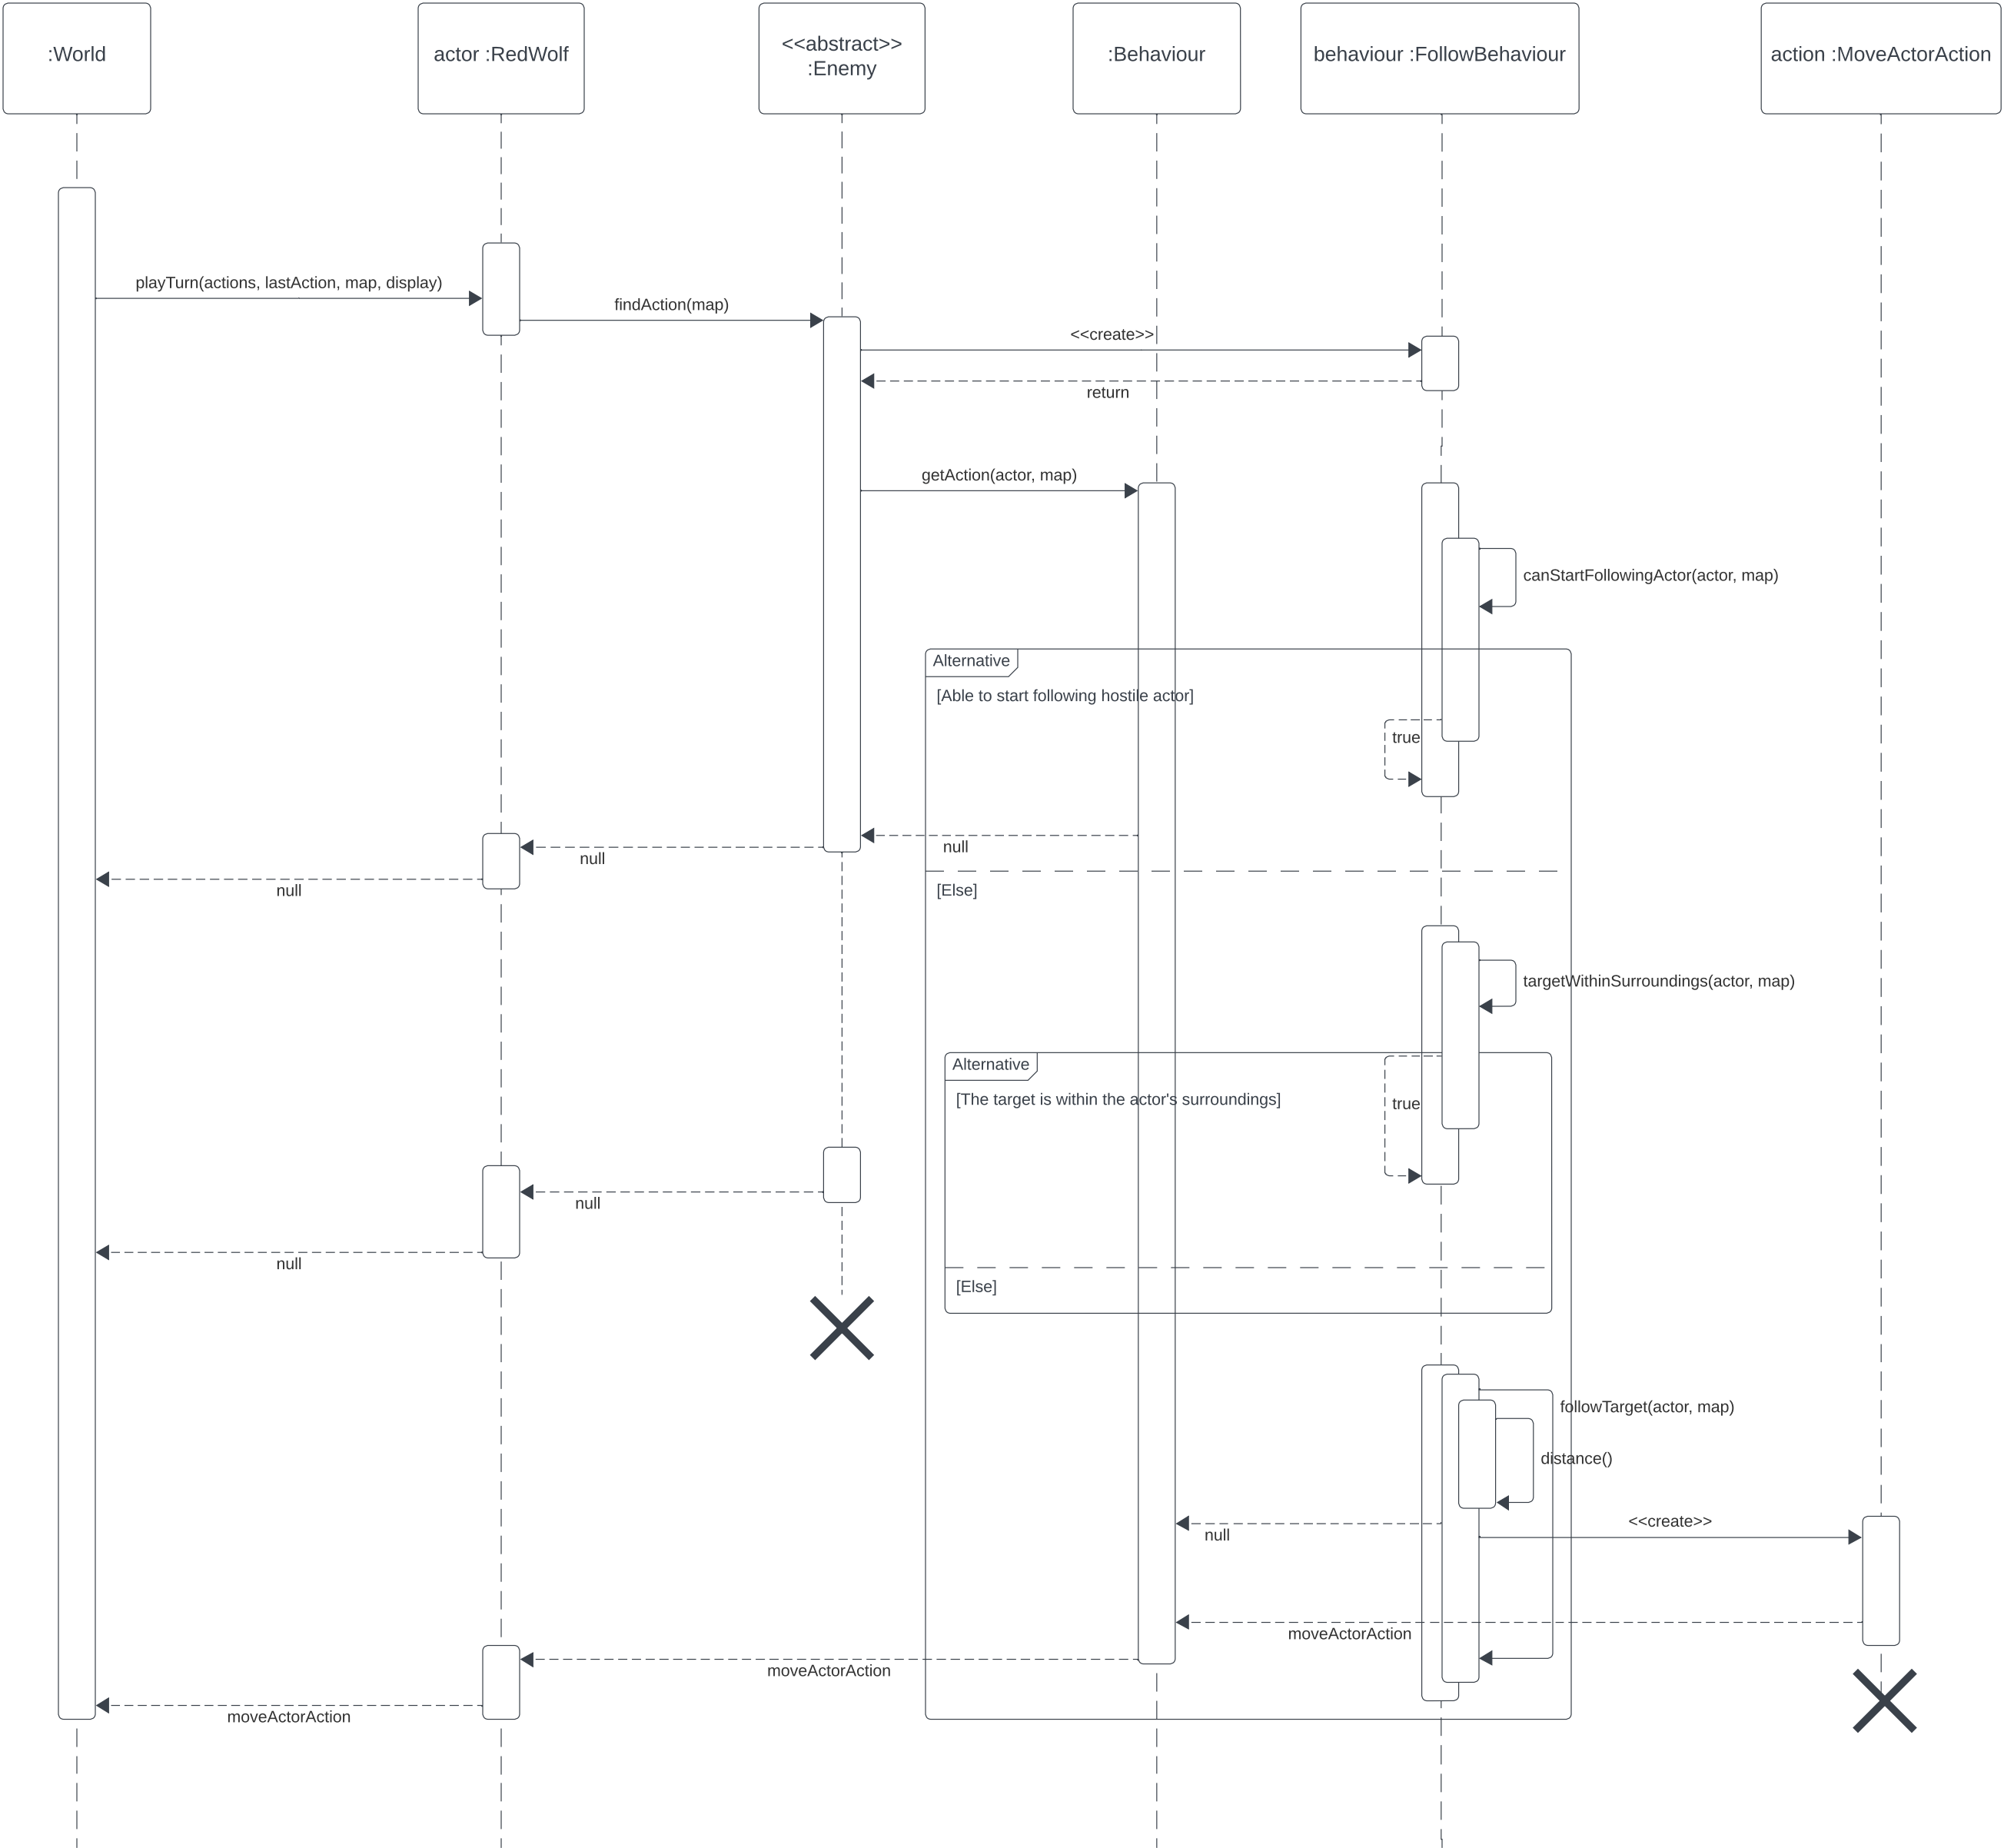 :World
actor :RedWolf
<<abstract>>
:Enemy
:Behaviour
behaviour :FollowBehaviour
action :MoveActorAction
playTurn(actions, lastAction, map, display)
findAction(map)
<<create>>
return
getAction(actor, map)
canStartFollowingActor(actor, map)
Alternative
[Able to start following hostile actor]
true
null
null
null
[Else]
targetWithinSurroundings(actor, map)
Alternative
[The target is within the actor's surroundings]
true
null
null
[Else]
followTarget(actor, map)
distance()
<<create>>
null
moveActorAction
moveActorAction
moveActorAction